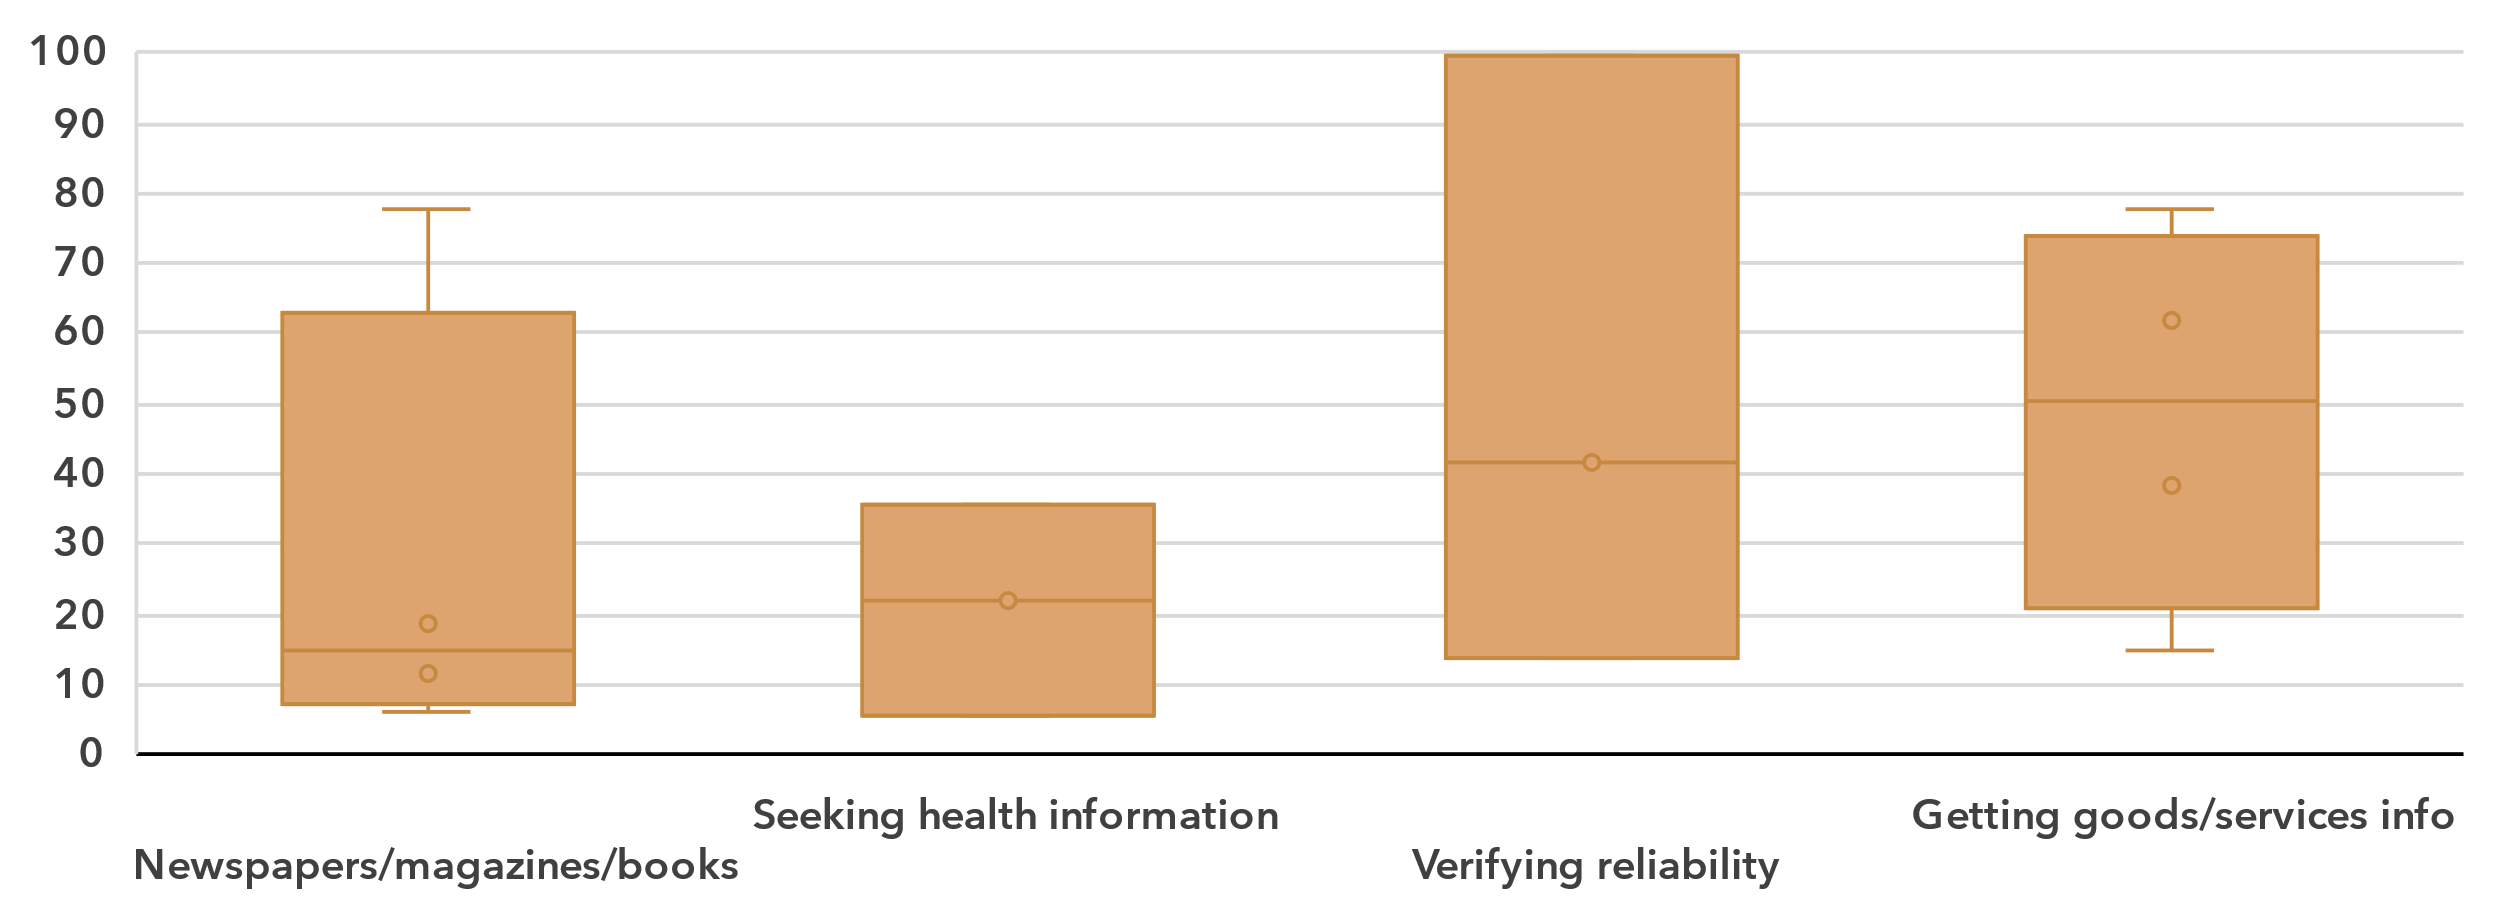 100
90
80
70
60
50
40
30
20
10
0
Seeking health information
Getting goods/services info
Newspapers/magazines/books
Verifying reliability